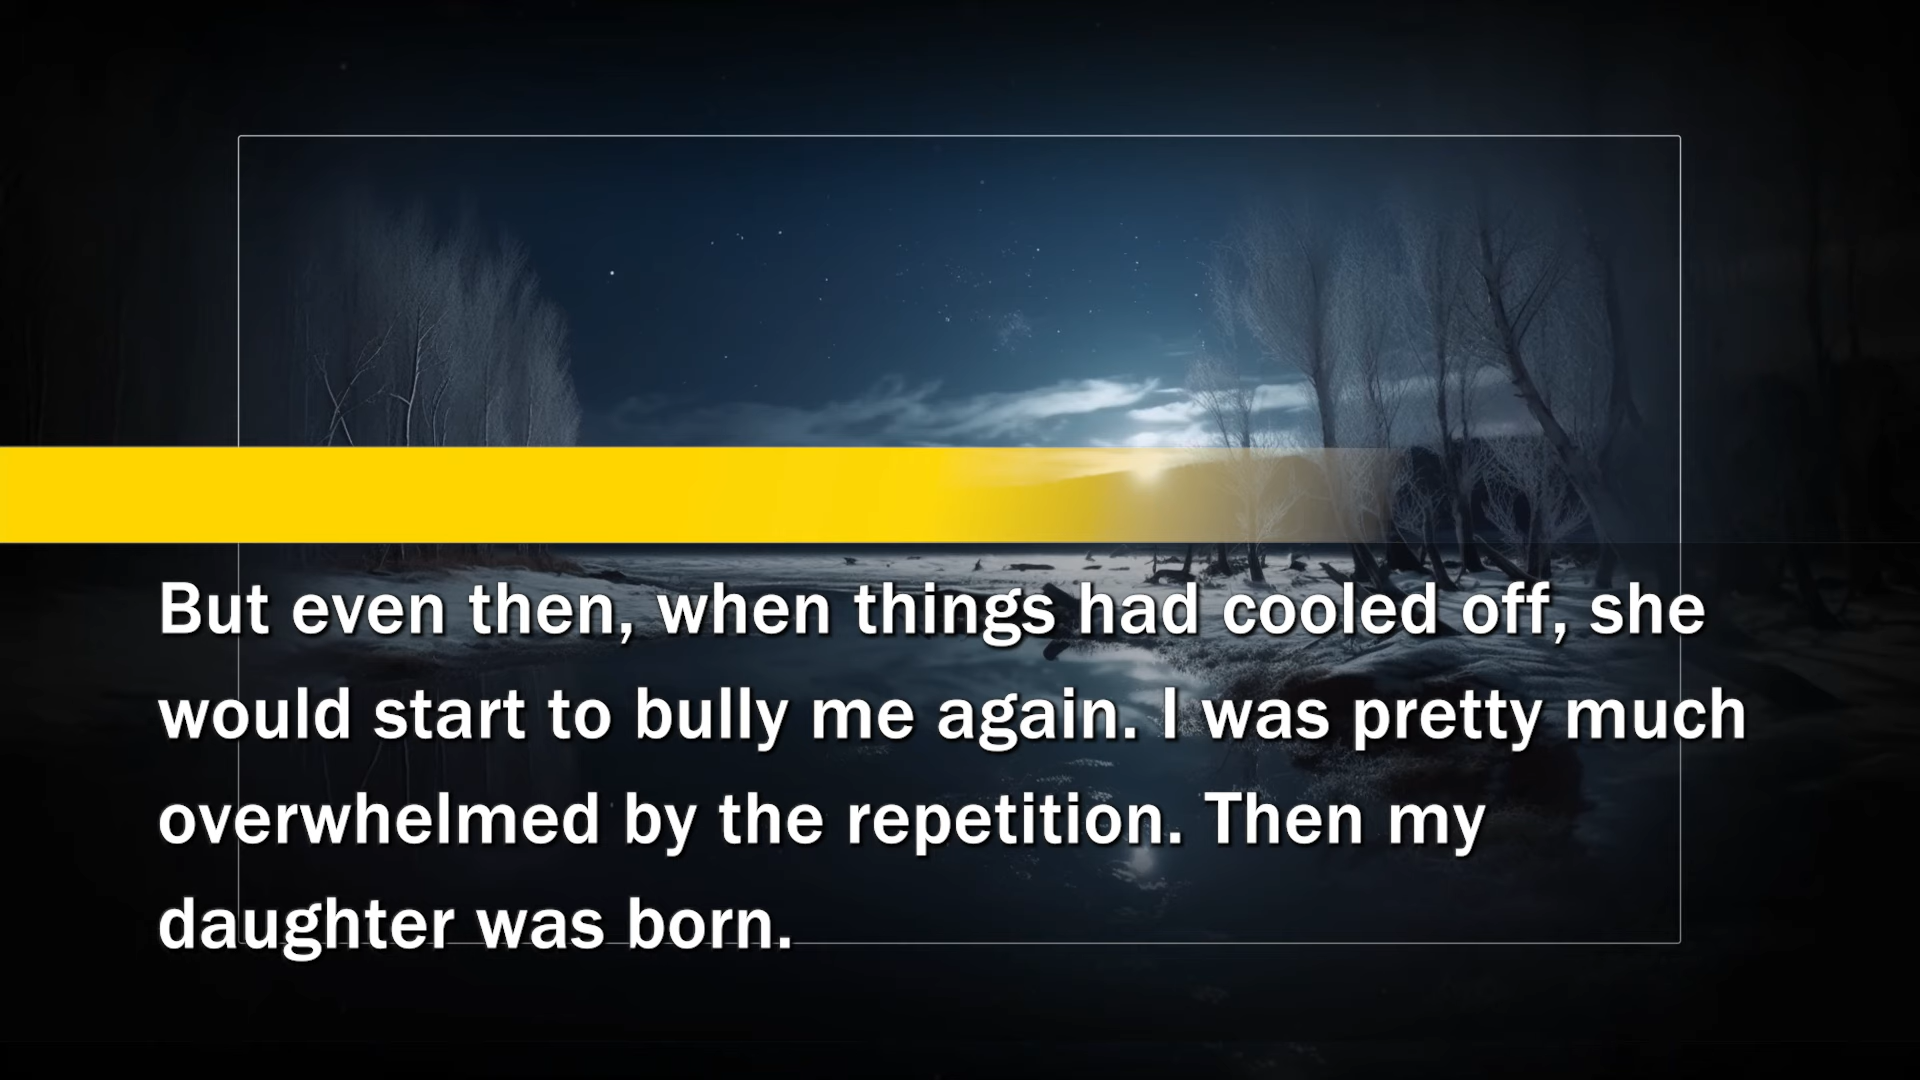 But even then, when things had cooled off, she
would start to bully me again. I was pretty much
overwhelmed by the repetition. Then my
daughter was born.